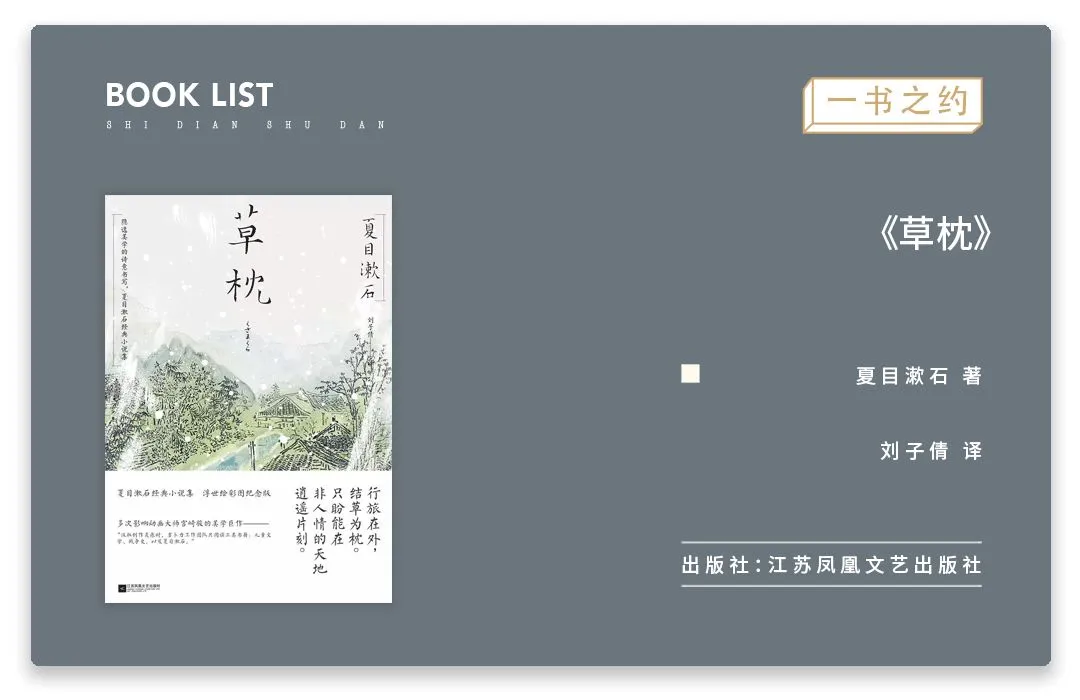 BOOK LIST
SHI DIAN SHU DAN
一书之约
《草枕》
夏目漱石 著
刘子倩 译
出版社:江苏凤凰文艺出版社
草枕
くさまくら
夏目漱石
刘子倩
隐逸美学的诗意书写，夏目漱石经典小说集
夏目漱石经典小说集 浮世绘彩图纪念版
多次影响动画大师宫崎骏的美学巨作———
行旅在外，
结草为枕。
只盼能在
非人情的天地
逍遥片刻。
江苏凤凰文艺出版社